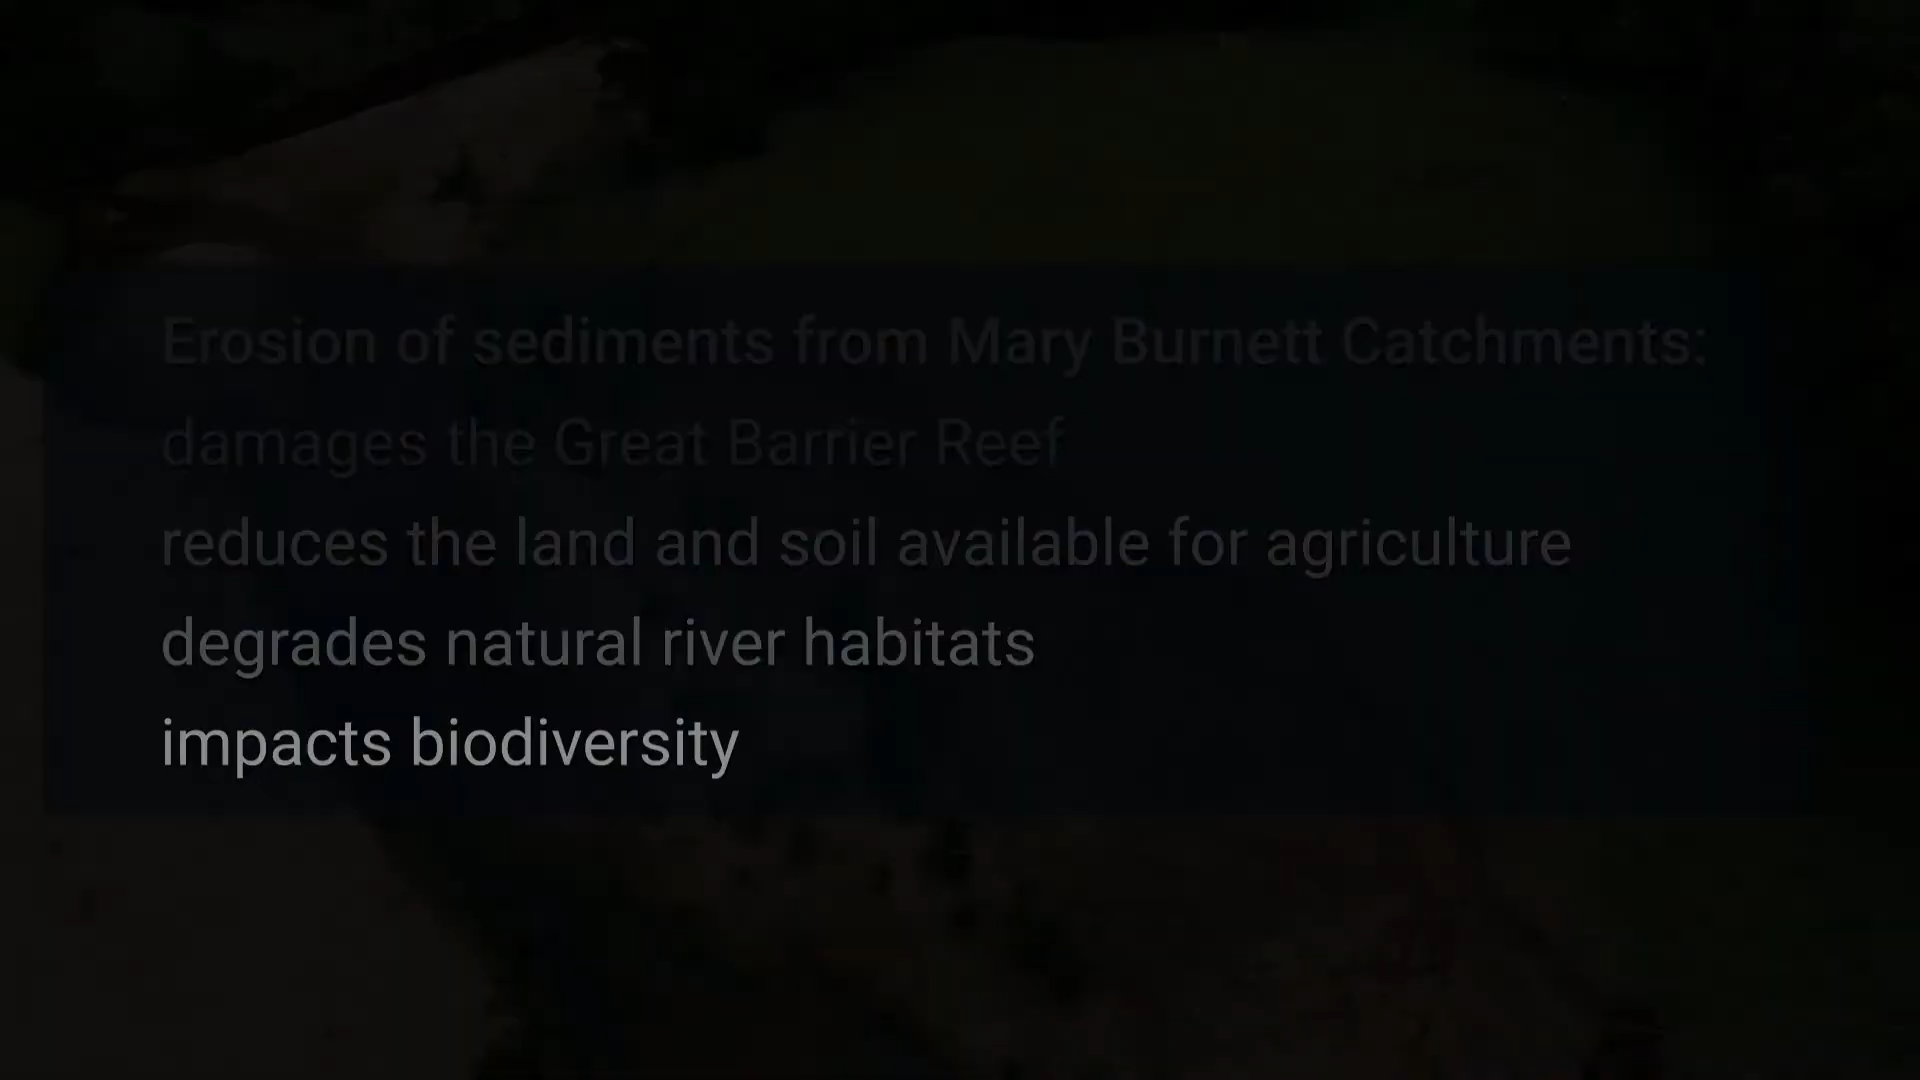 Erosion of sediments from Mary Burnett Catchments:
damages the Great Barrier Reef
reduces the land and soil available for agriculture
degrades natural river habitats
impacts biodiversity